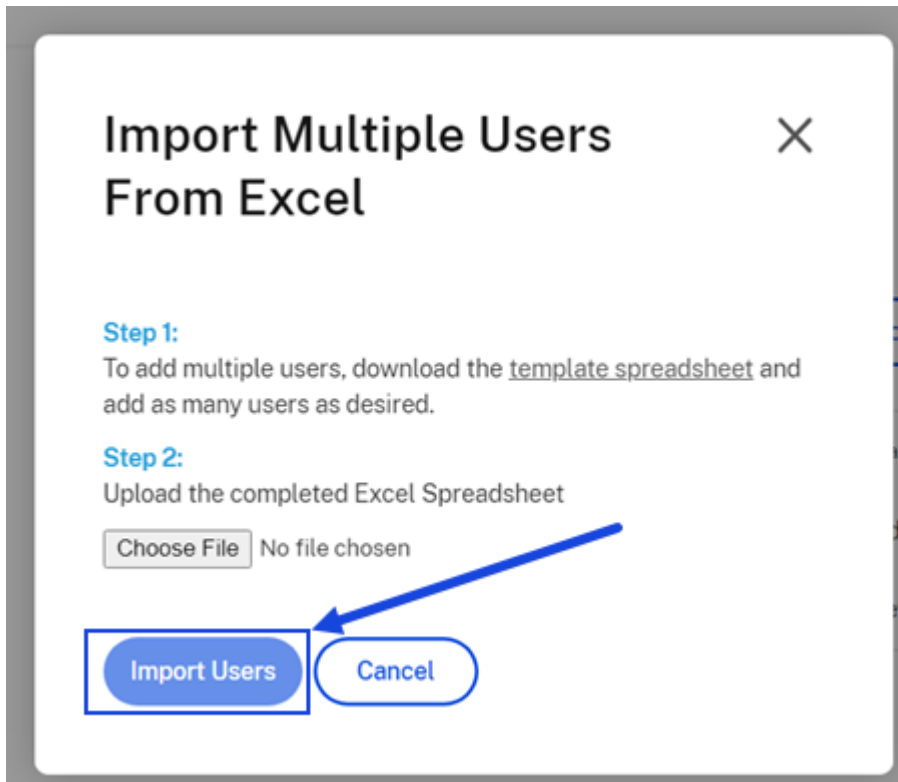 Import Multiple Users
From Excel
Step 1:
To add multiple users, download the template spreadsheet and
add as many users as desired.
Step 2:
Upload the completed Excel Spreadsheet
Choose File No file chosen
Import Users Cancel